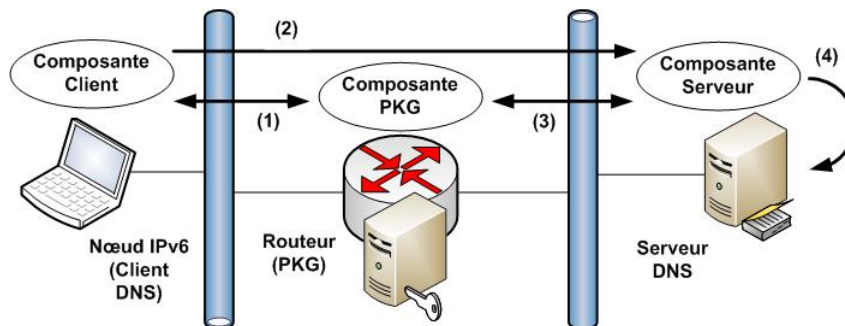 (2)
Composante
Client
Composante
PKG
Composante
Serveur
(4)
(1)
(3)
Nœud IPv6
(Client
DNS)
Routeur
(PKG)
Serveur
DNS